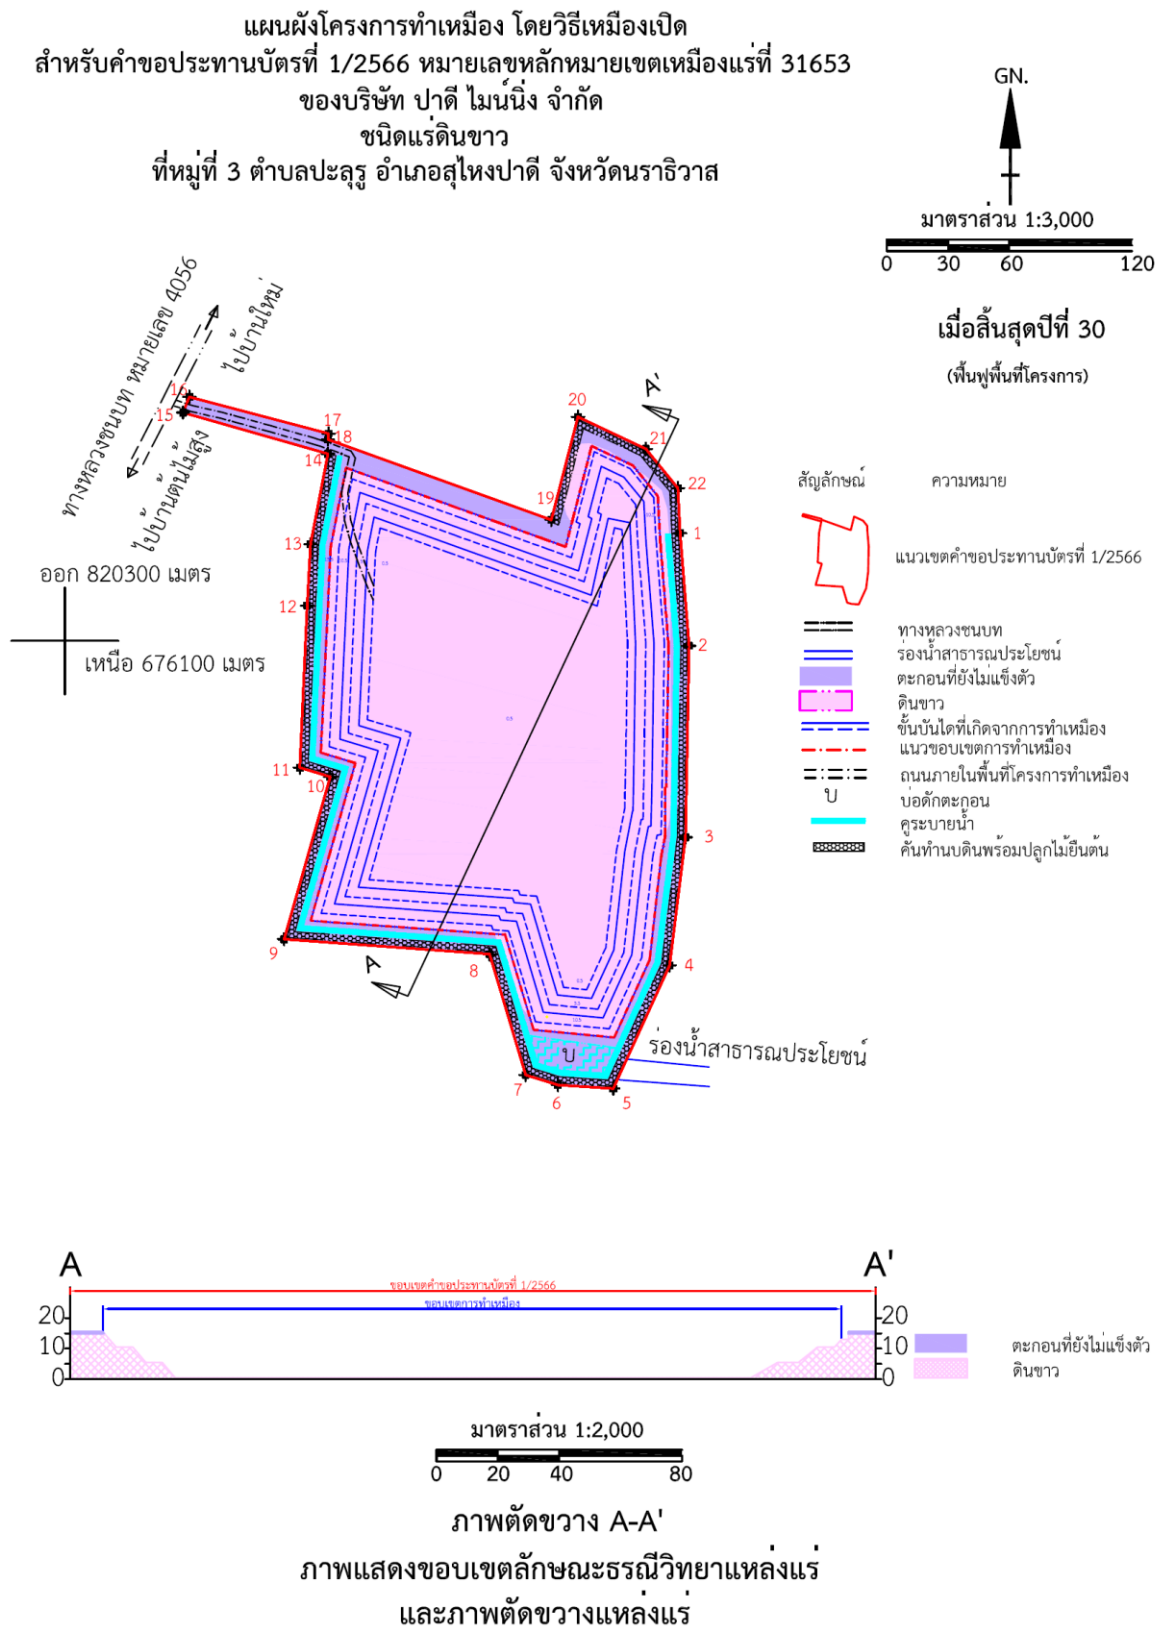 แผนผังโครงการทำเหมือง โดยวิธีเหมืองเปิด
สำหรับคำขอประทานบัตรที่ 1/2566 หมายเลขหลักหมายเขตเหมืองแร่ที่ 31653
ของบริษัท ปาดี ไมน์นิ่ง จำกัด
ชนิดแร่ดินขาว
ที่หมู่ที่ 3 ตำบลปะลุรู อำเภอสุไหงปาดี จังหวัดนราธิวาส
GN.
มาตราส่วน 1:3,000
0 30 60 120
เมื่อสิ้นสุดปีที่ 30
(ฟื้นฟูพื้นที่โครงการ)
ทางหลวงชนบท หมายเลข 4056
ไปบ้านใหม่
ไปบ้านต้นไม้สูง
16
15
17
18
14
20
A'
21
22
19
1
13
12
2
ออก 820300 เมตร
เหนือ 676100 เมตร
11
10
3
9
8
A
4
7
6
5
บ
ร่องน้ำสาธารณประโยชน์
สัญลักษณ์ ความหมาย
แนวเขตคำขอประทานบัตรที่ 1/2566
ทางหลวงชนบท
ร่องน้ำสาธารณประโยชน์
ตะกอนที่ยังไม่แข็งตัว
ดินขาว
ขั้นบันไดที่เกิดจากการทำเหมือง
แนวขอบเขตการทำเหมือง
ถนนภายในพื้นที่โครงการทำเหมือง
บ บ่อดักตะกอน
คูระบายน้ำ
คันทำนบดินพร้อมปลูกไม้ยืนต้น
A A'
ขอบเขตคำขอประทานบัตรที่ 1/2566
ขอบเขตการทำเหมือง
20 20
10 10
0 0
ตะกอนที่ยังไม่แข็งตัว
ดินขาว
มาตราส่วน 1:2,000
0 20 40 80
ภาพตัดขวาง A-A'
ภาพแสดงขอบเขตลักษณะธรณีวิทยาแหล่งแร่
และภาพตัดขวางแหล่งแร่